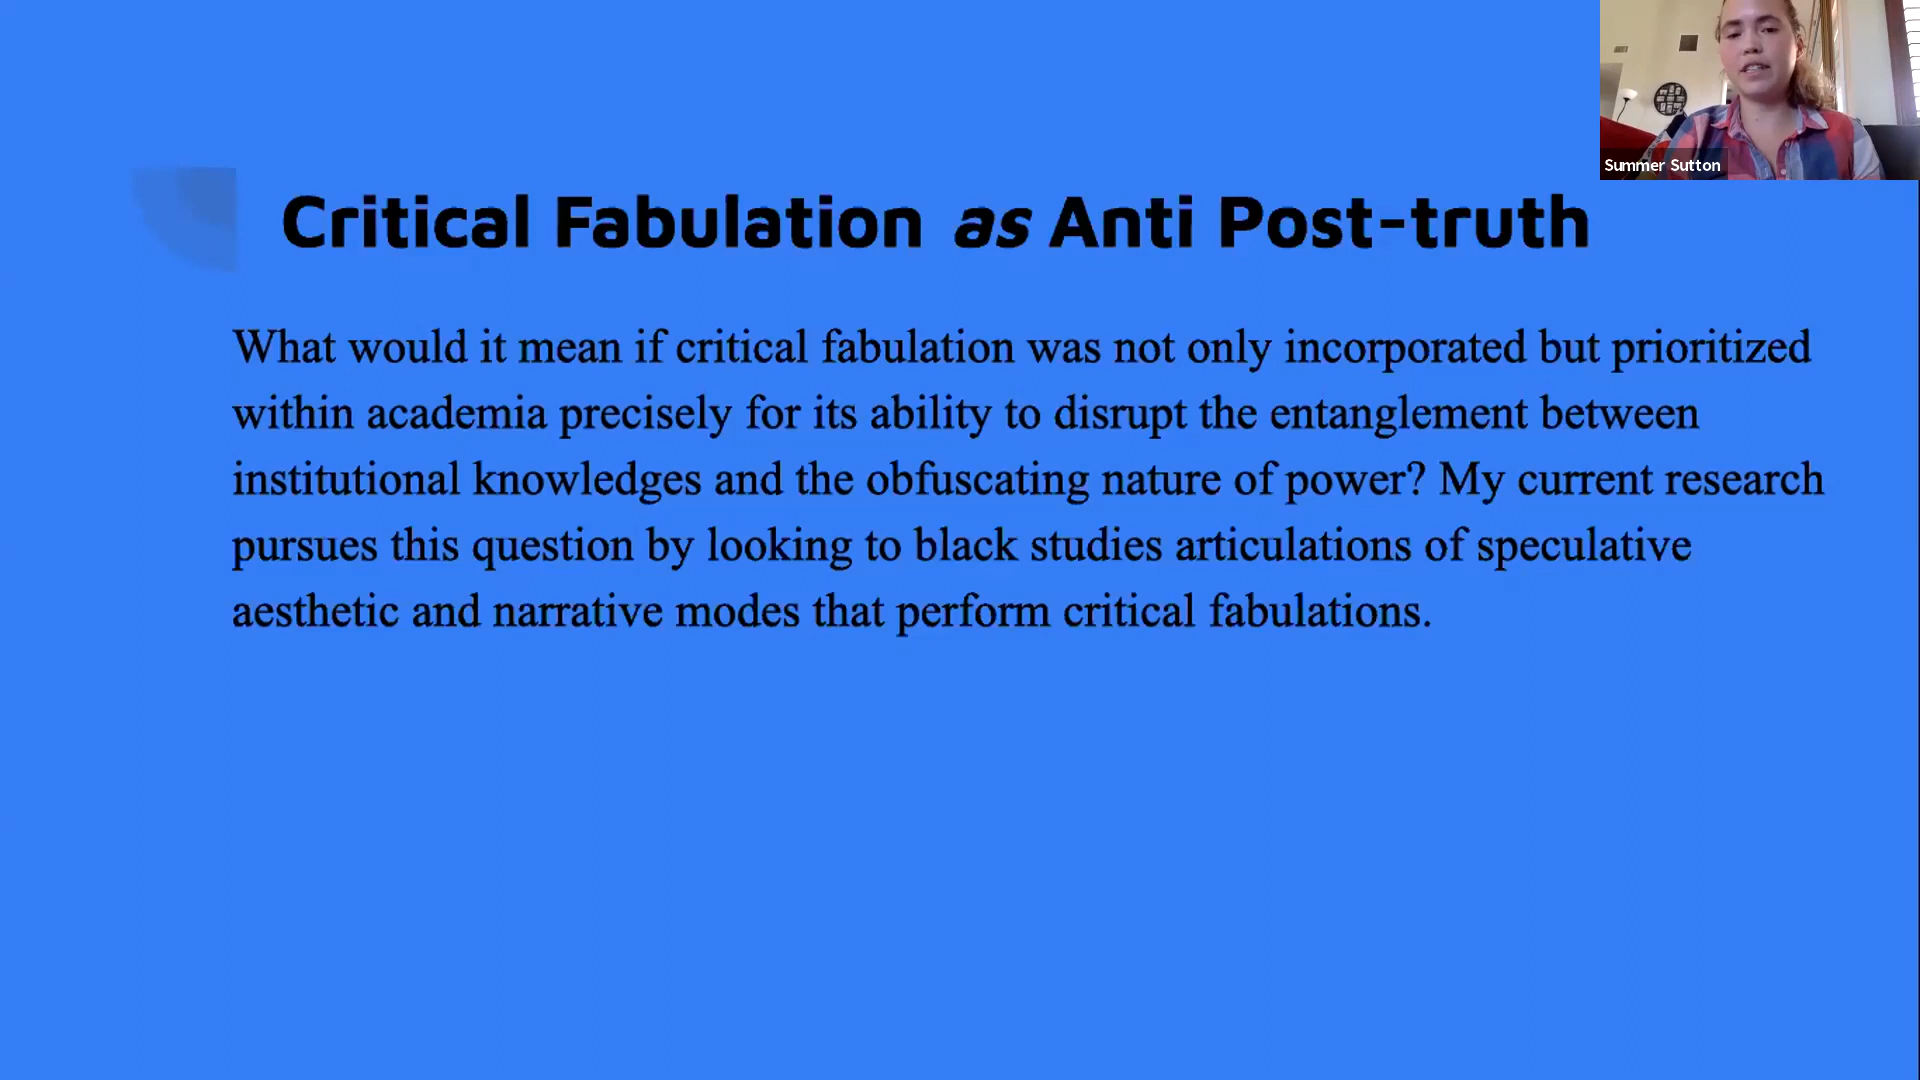 Summer Sutton
Critical Fabulation as Anti Post-truth
What would it mean if critical fabulation was not only incorporated but prioritized
within academia precisely for its ability to disrupt the entanglement between
institutional knowledges and the obfuscating nature of power? My current research
pursues this question by looking to black studies articulations of speculative
aesthetic and narrative modes that perform critical fabulations.